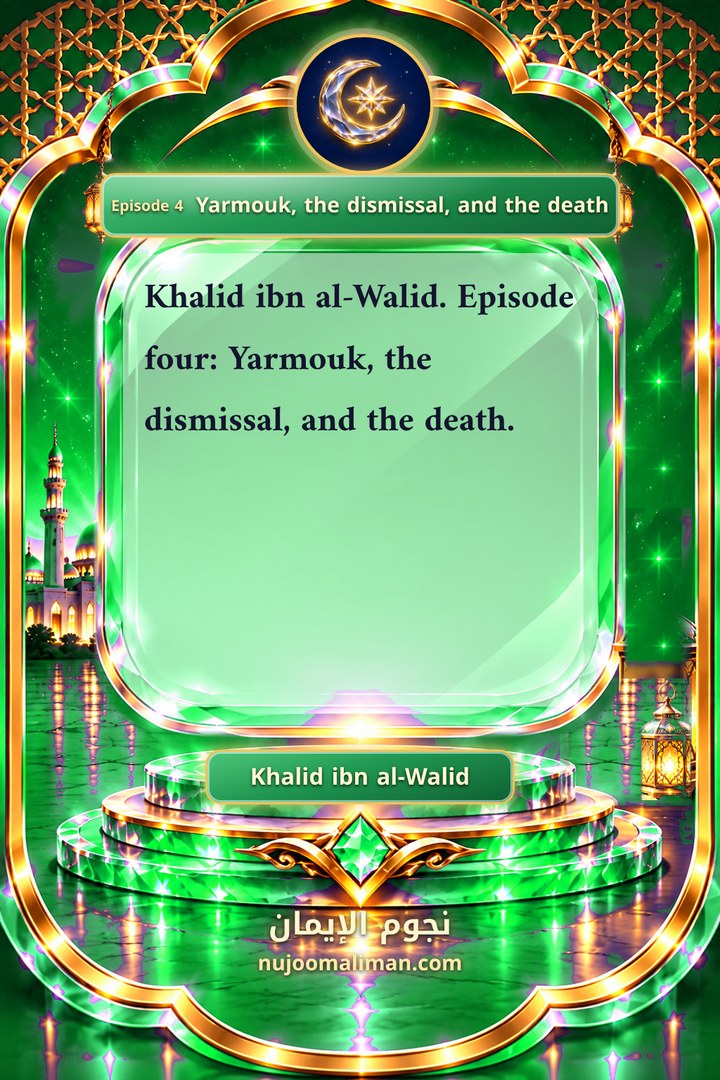 Episode 4 Yarmouk, the dismissal, and the death
Khalid ibn al-Walid. Episode
four: Yarmouk, the
dismissal, and the death.
Khalid ibn al-Walid
نجوم الإيمان
nujoomaliman.com